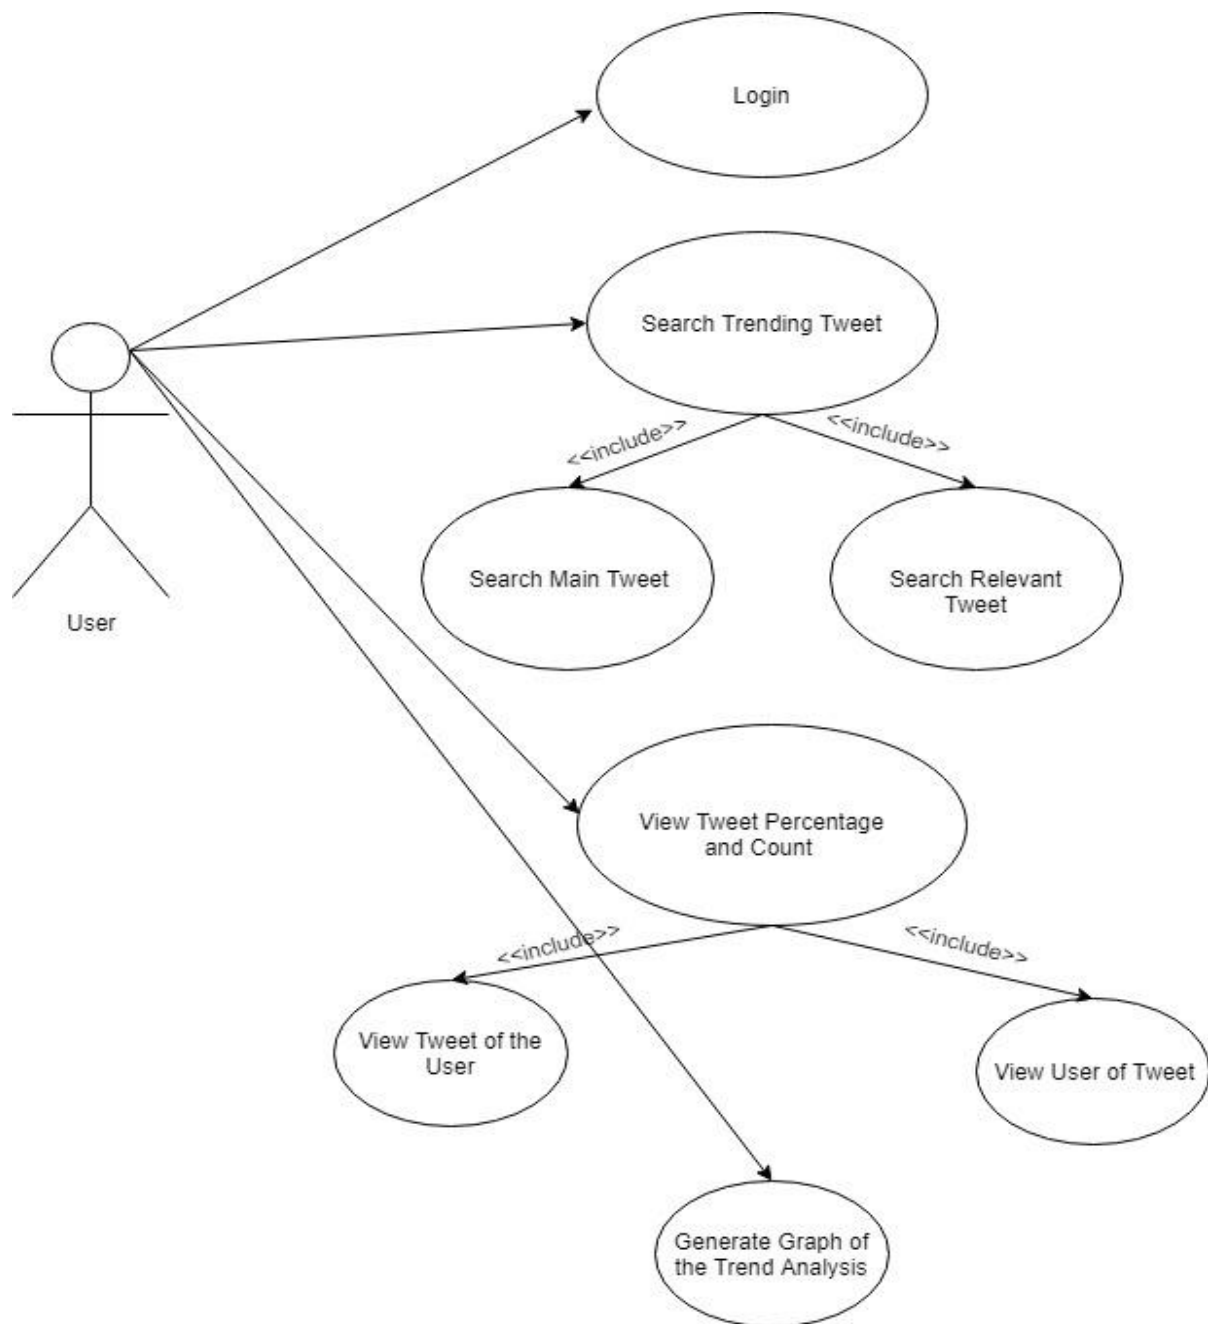 Login
Search Trending Tweet
<<include>>
<<include>>
Search Main Tweet
Search Relevant
Tweet
User
View Tweet Percentage
and Count
<<include>>
<<include>>
View Tweet of the
User
View User of Tweet
Generate Graph of
the Trend Analysis